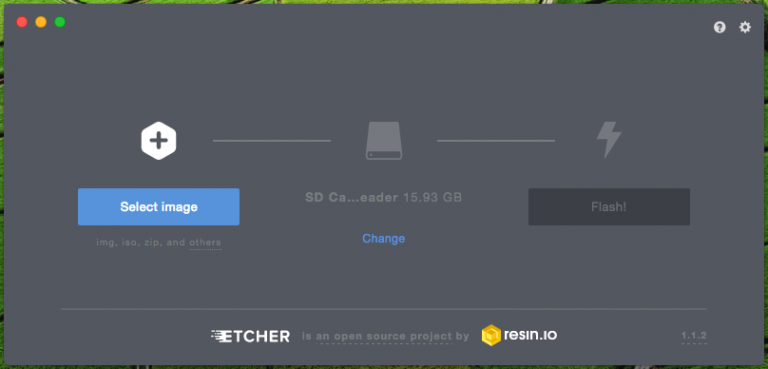 Select image
img, iso, zip, and others
SD Ca...eader 15.93 GB
Change
Flash!
ETCHER is an open source project by resin.io
1.1.2